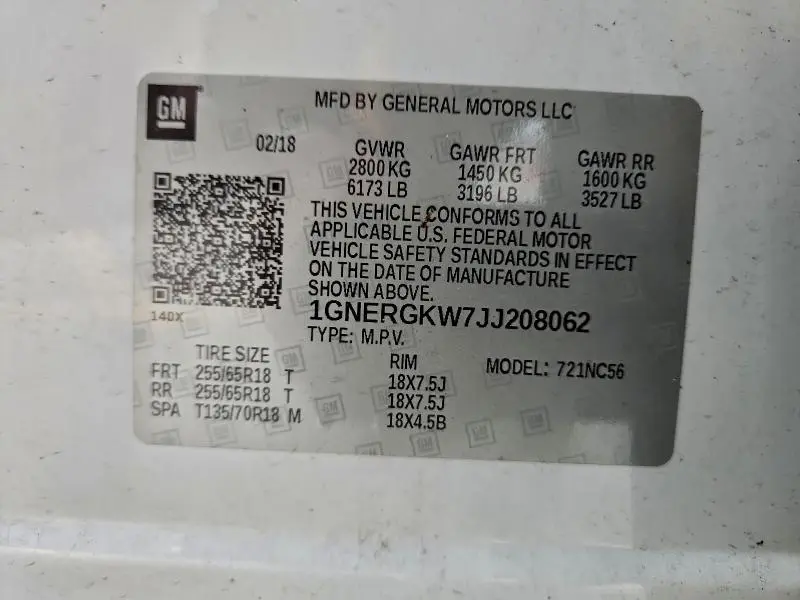 GM
MFD BY GENERAL MOTORS LLC
02/18
GVWR GAWR FRT GAWR RR
2800 KG 1450 KG 1600 KG
6173 LB 3196 LB 3527 LB
THIS VEHICLE CONFORMS TO ALL
APPLICABLE U.S. FEDERAL MOTOR
VEHICLE SAFETY STANDARDS IN EFFECT
ON THE DATE OF MANUFACTURE
SHOWN ABOVE.
140X
1GNERGKW7JJ208062
TYPE: M.P.V.
TIRE SIZE RIM MODEL: 721NC56
FRT 255/65R18 T 18X7.5J
RR 255/65R18 T 18X7.5J
SPA T135/70R18 M 18X4.5B